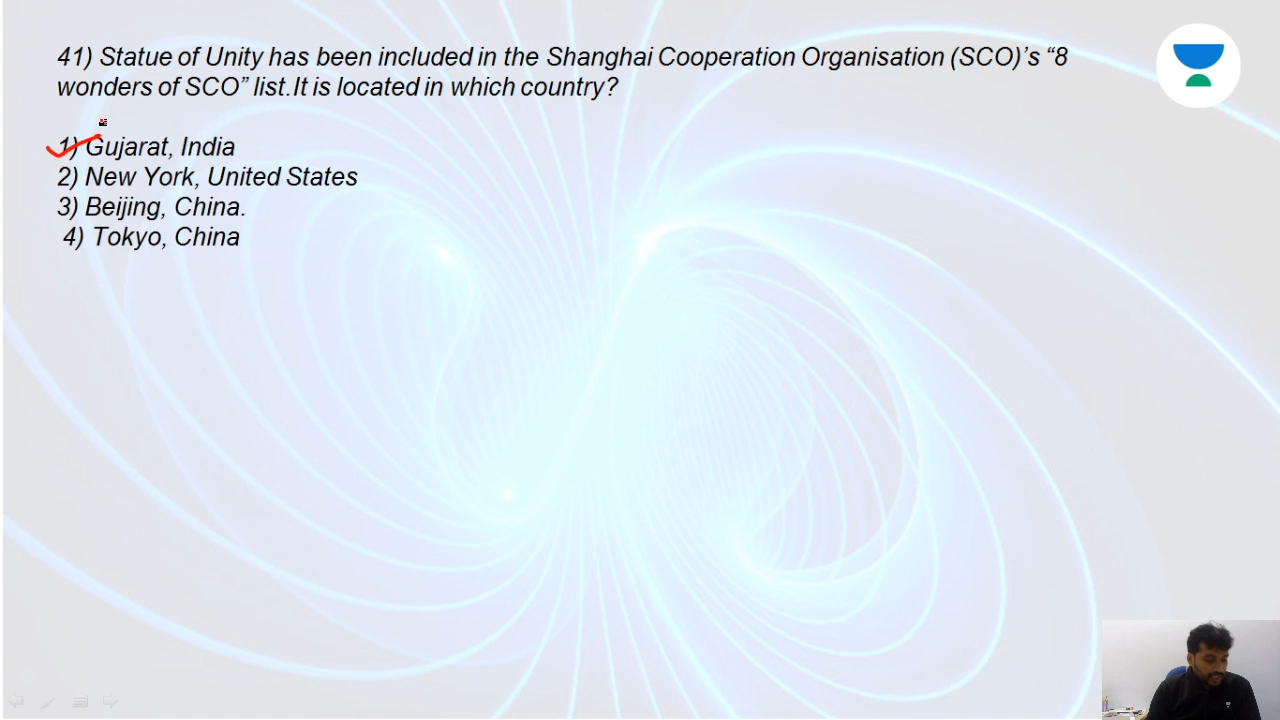 41) Statue of Unity has been included in the Shanghai Cooperation Organisation (SCO)’s “8
wonders of SCO” list.It is located in which country?
1) Gujarat, India
2) New York, United States
3) Beijing, China.
4) Tokyo, China